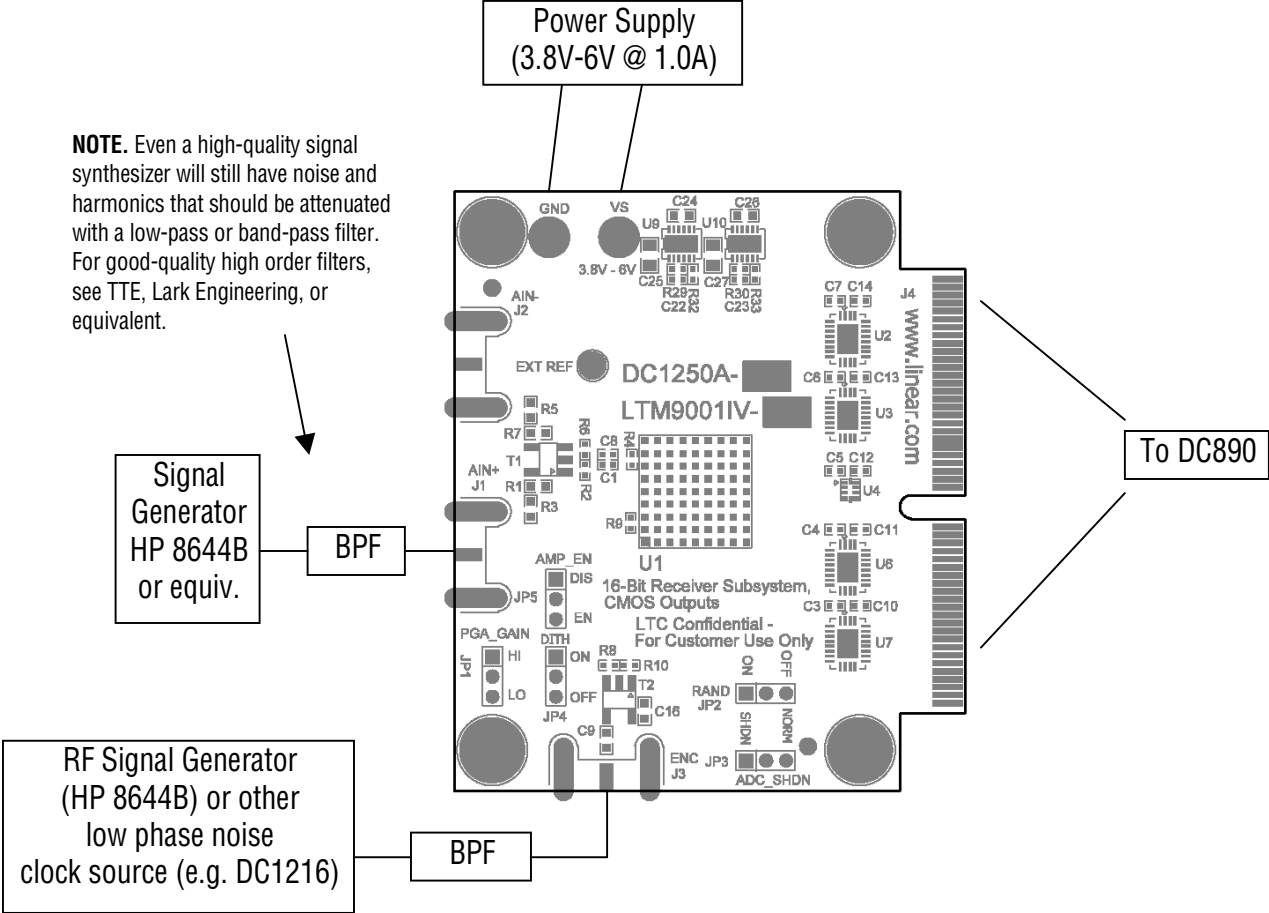 Power Supply
(3.8V-6V @ 1.0A)
NOTE. Even a high-quality signal
synthesizer will still have noise and
harmonics that should be attenuated
with a low-pass or band-pass filter.
For good-quality high order filters,
see TTE, Lark Engineering, or
equivalent.
GND
VS
3.8V - 6V
C24
U9
C25
R29
R32
C22
C26
U10
C27
R30
R33
C23
AIN-
J2
EXT REF
DC1250A-
LTM9001IV-
C7
C14
J4
U2
www.linear.com
C6
C13
U3
R5
R7
T1
R6
C8
R4
C1
R2
AIN+
J1
R1
R3
R9
U1
C5
C12
U4
To DC890
Signal
Generator
HP 8644B
or equiv.
BPF
AMP_EN
DIS
EN
JP5
16-Bit Receiver Subsystem,
CMOS Outputs
LTC Confidential -
For Customer Use Only
C4
C11
U6
C3
C10
U7
PGA_GAIN
JP1
HI
LO
DITH
ON
OFF
JP4
R8
R10
T2
C16
C9
ENC
J3
ON
OFF
RAND
JP2
SHDN
NORM
JP3
ADC_SHDN
RF Signal Generator
(HP 8644B) or other
low phase noise
clock source (e.g. DC1216)
BPF